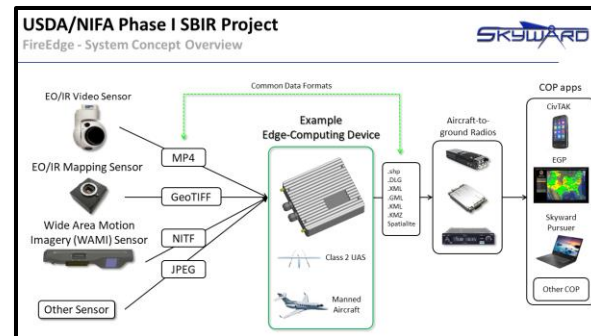 USDA/NIFA Phase I SBIR Project
FireEdge - System Concept Overview
SKYWARD
Common Data Formats
EO/IR Video Sensor
MP4
EO/IR Mapping Sensor
GeoTIFF
Wide Area Motion
Imagery (WAMI) Sensor
NITF
JPEG
Other Sensor
Example
Edge-Computing Device
Class 2 UAS
Manned
Aircraft
.shp
.DLG
.XML
.GML
.XML
.KMZ
Spatialite
Aircraft-to-
ground Radios
COP apps
CivTAK
EGP
Skyward
Pursuer
Other COP